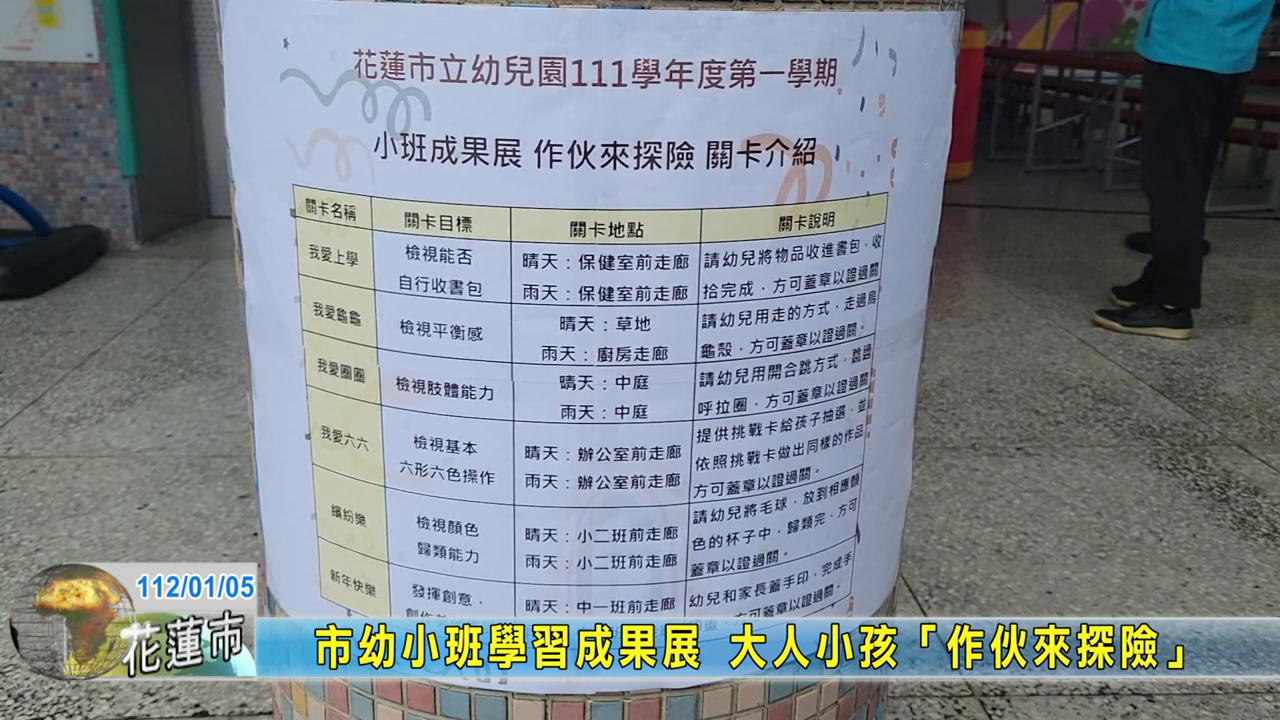 花蓮市立幼兒園111學年度第一學期
小班成果展 作伙來探險 關卡介紹
關卡名稱 關卡目標 關卡地點 關卡說明
我愛上學
檢視能否
自行收書包
晴天：保健室前走廊
雨天：保健室前走廊
請幼兒將物品收進書包，收
拾完成，方可蓋章以證過關
我愛龜龜
檢視平衡感
晴天：草地
雨天：廚房走廊
請幼兒用走的方式，走過烏
龜殼，方可蓋章以證過關。
我愛圈圈
檢視肢體能力
晴天：中庭
雨天：中庭
請幼兒用開合跳方式，跳過
呼拉圈，方可蓋章以證過關
我愛六六
檢視基本
六形六色操作
晴天：辦公室前走廊
雨天：辦公室前走廊
提供挑戰卡給孩子抽選，並
依照挑戰卡做出同樣的作品
方可蓋章以證過關。
繽紛樂
檢視顏色
歸類能力
晴天：小二班前走廊
雨天：小二班前走廊
請幼兒將毛球，放到相應顏
色的杯子中，歸類完，方可
蓋章以證過關。
新年快樂
發揮創意，
晴天：中一班前走廊
幼兒和家長蓋手印，完成手
方可蓋章以證過關。
112/01/05
花蓮市
市幼小班學習成果展 大人小孩「作伙來探險」